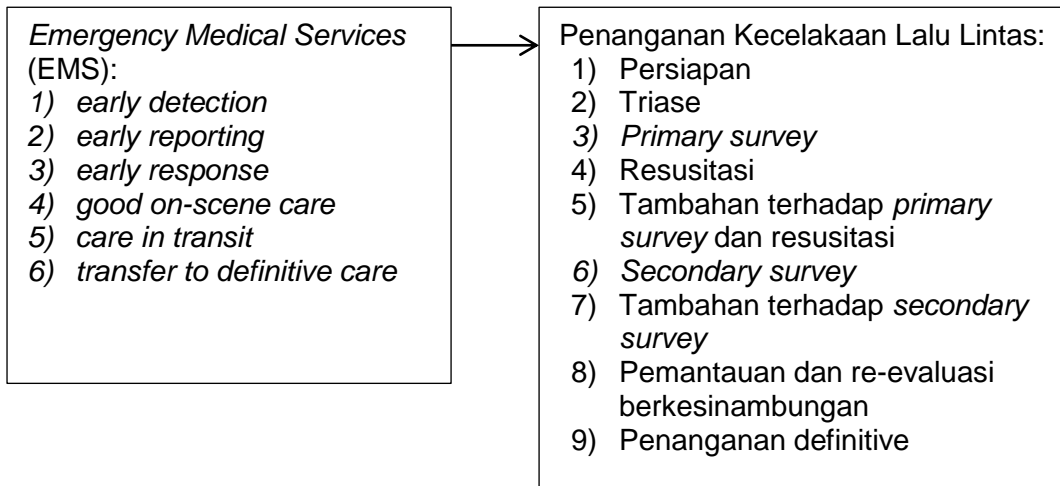 Emergency Medical Services
(EMS):
1) early detection
2) early reporting
3) early response
4) good on-scene care
5) care in transit
6) transfer to definitive care
Penanganan Kecelakaan Lalu Lintas:
1) Persiapan
2) Triase
3) Primary survey
4) Resusitasi
5) Tambahan terhadap primary
survey dan resusitasi
6) Secondary survey
7) Tambahan terhadap secondary
survey
8) Pemantauan dan re-evaluasi
berkesinambungan
9) Penanganan definitive